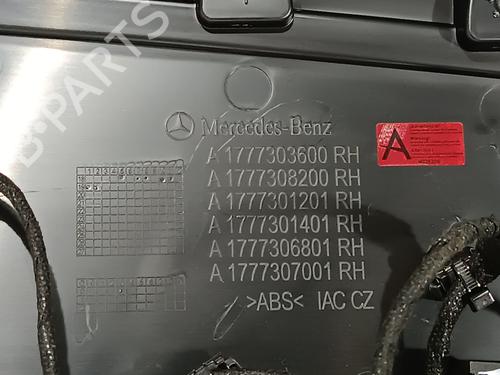 B-PARTS
Mercedes-Benz
A 1777303600 RH
A 1777308200 RH
A 1777301201 RH
A 1777301401 RH
A 1777306801 RH
A 1777307001 RH
>ABS< IAC CZ
A